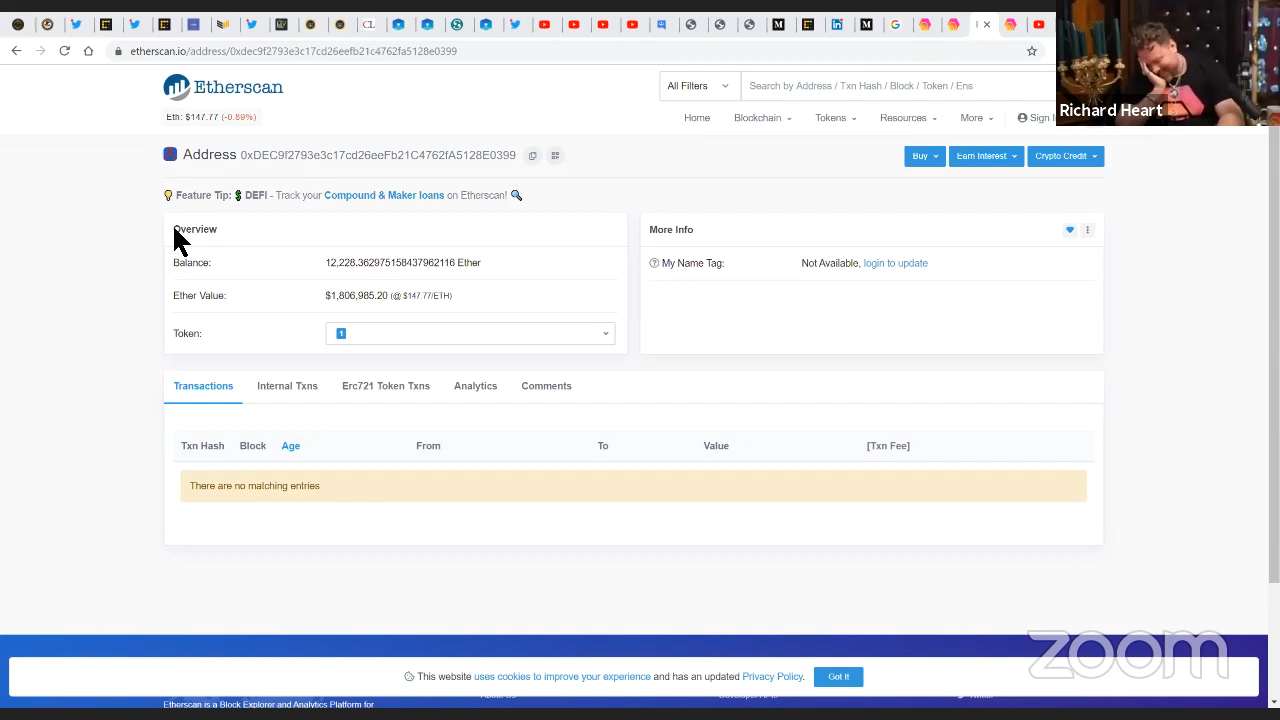 CL
etherscan.io/address/0xdec9f2793e3c17cd26eefb21c4762fa5128e0399
Etherscan
All Filters
Search by Address / Txn Hash / Block / Token / Ens
Richard Heart
Eth: $147.77 (-0.89%)
Home
Blockchain
Tokens
Resources
More
Sign I
Address 0xDEC9f2793e3c17cd26eeFb21C4762fA5128E0399
Buy
Earn Interest
Crypto Credit
Feature Tip: DEFI - Track your Compound & Maker loans on Etherscan!
Overview
Balance: 12,228.362975158437962116 Ether
Ether Value: $1,806,985.20 (@ $147.77/ETH)
Token: 1
More Info
My Name Tag: Not Available, login to update
Transactions
Internal Txns
Erc721 Token Txns
Analytics
Comments
Txn Hash Block Age From To Value [Txn Fee]
There are no matching entries
zoom
This website uses cookies to improve your experience and has an updated Privacy Policy.
Got It
Etherscan is a Block Explorer and Analytics Platform for